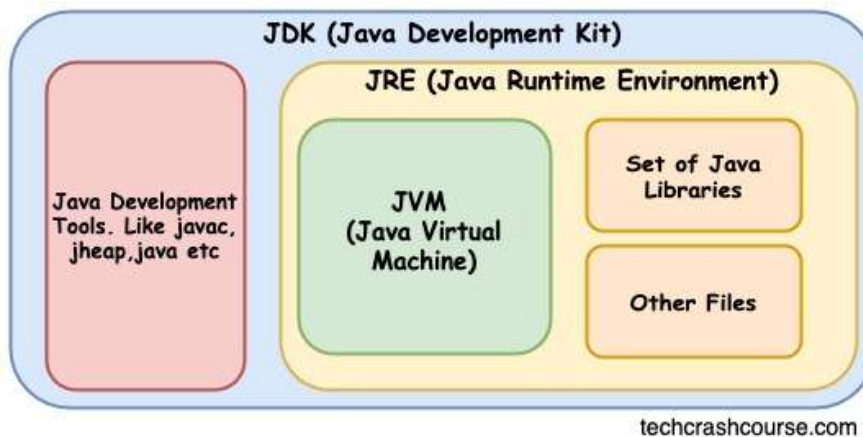 JDK (Java Development Kit)
JRE (Java Runtime Environment)
Java Development
Tools. Like javac,
jheap,java etc
JVM
(Java Virtual
Machine)
Set of Java
Libraries
Other Files
techcrashcourse.com